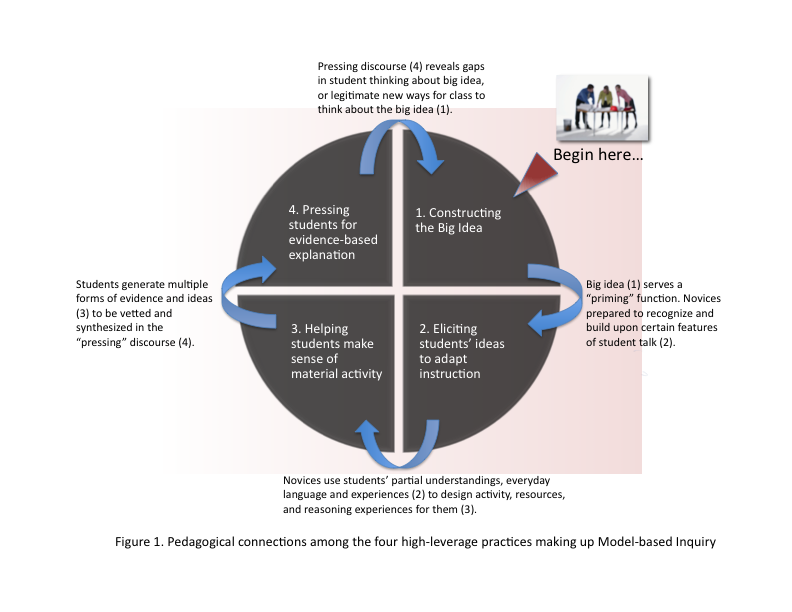 Pressing discourse (4) reveals gaps
in student thinking about big idea,
or legitimate new ways for class to
think about the big idea (1).
Begin here…
4. Pressing
students for
evidence-based
explanation
1. Constructing
the Big Idea
Students generate multiple
forms of evidence and ideas
(3) to be vetted and
synthesized in the
“pressing” discourse (4).
Big idea (1) serves a
“priming” function. Novices
prepared to recognize and
build upon certain features
of student talk (2).
3. Helping
students make
sense of
material activity
2. Eliciting
students’ ideas
to adapt
instruction
Novices use students’ partial understandings, everyday
language and experiences (2) to design activity, resources,
and reasoning experiences for them (3).
Figure 1. Pedagogical connections among the four high-leverage practices making up Model-based Inquiry